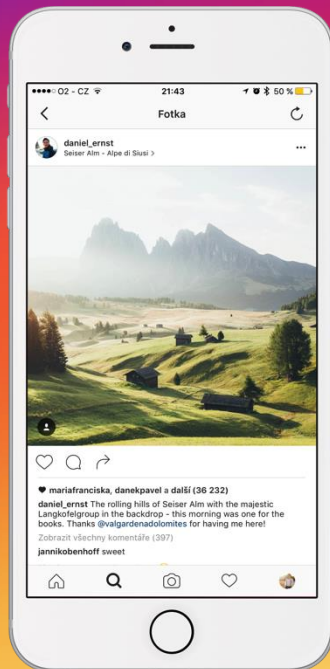 O2 - CZ 21:43 50 %
Fotka
daniel_ernst
Seiser Alm - Alpe di Siusi >
mariafranciska, danekpavel a další (36 232)
daniel_ernst The rolling hills of Seiser Alm with the majestic
Langkofelgroup in the backdrop - this morning was one for the
books. Thanks @valgardenadolomites for having me here!
Zobrazit všechny komentáře (397)
jannikobenhoff sweet